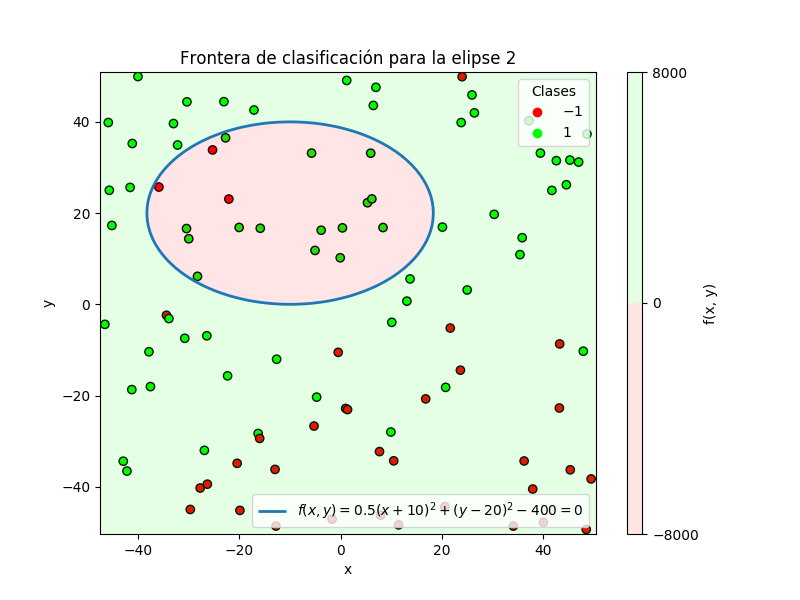 Frontera de clasificación para la elipse 2
Clases
−1
1
40
20
0
−20
−40
y
−40 −20 0 20 40
x
f(x, y) = 0.5(x + 10)² + (y − 20)² − 400 = 0
8000
0
−8000
f(x, y)